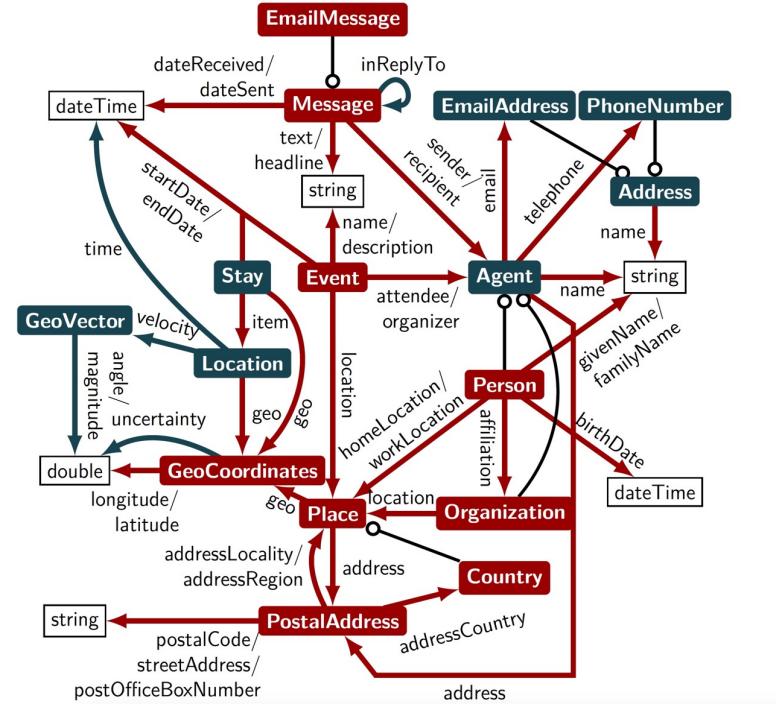 EmailMessage
dateReceived/
dateSent
inReplyTo
dateTime
Message
EmailAddress
PhoneNumber
text/
headline
sender/
recipient
email
telephone
string
Address
startDate/
endDate
name/
description
name
time
Stay
Event
attendee/
organizer
Agent
name
string
GeoVector
velocity
item
Location
location
givenName/
familyName
angle/
magnitude
uncertainty
geo
geo
homeLocation/
workLocation
Person
affiliation
birthDate
double
GeoCoordinates
longitude/
latitude
geo
Place
location
Organization
dateTime
addressLocality/
addressRegion
address
Country
string
PostalAddress
addressCountry
postalCode/
streetAddress/
postOfficeBoxNumber
address